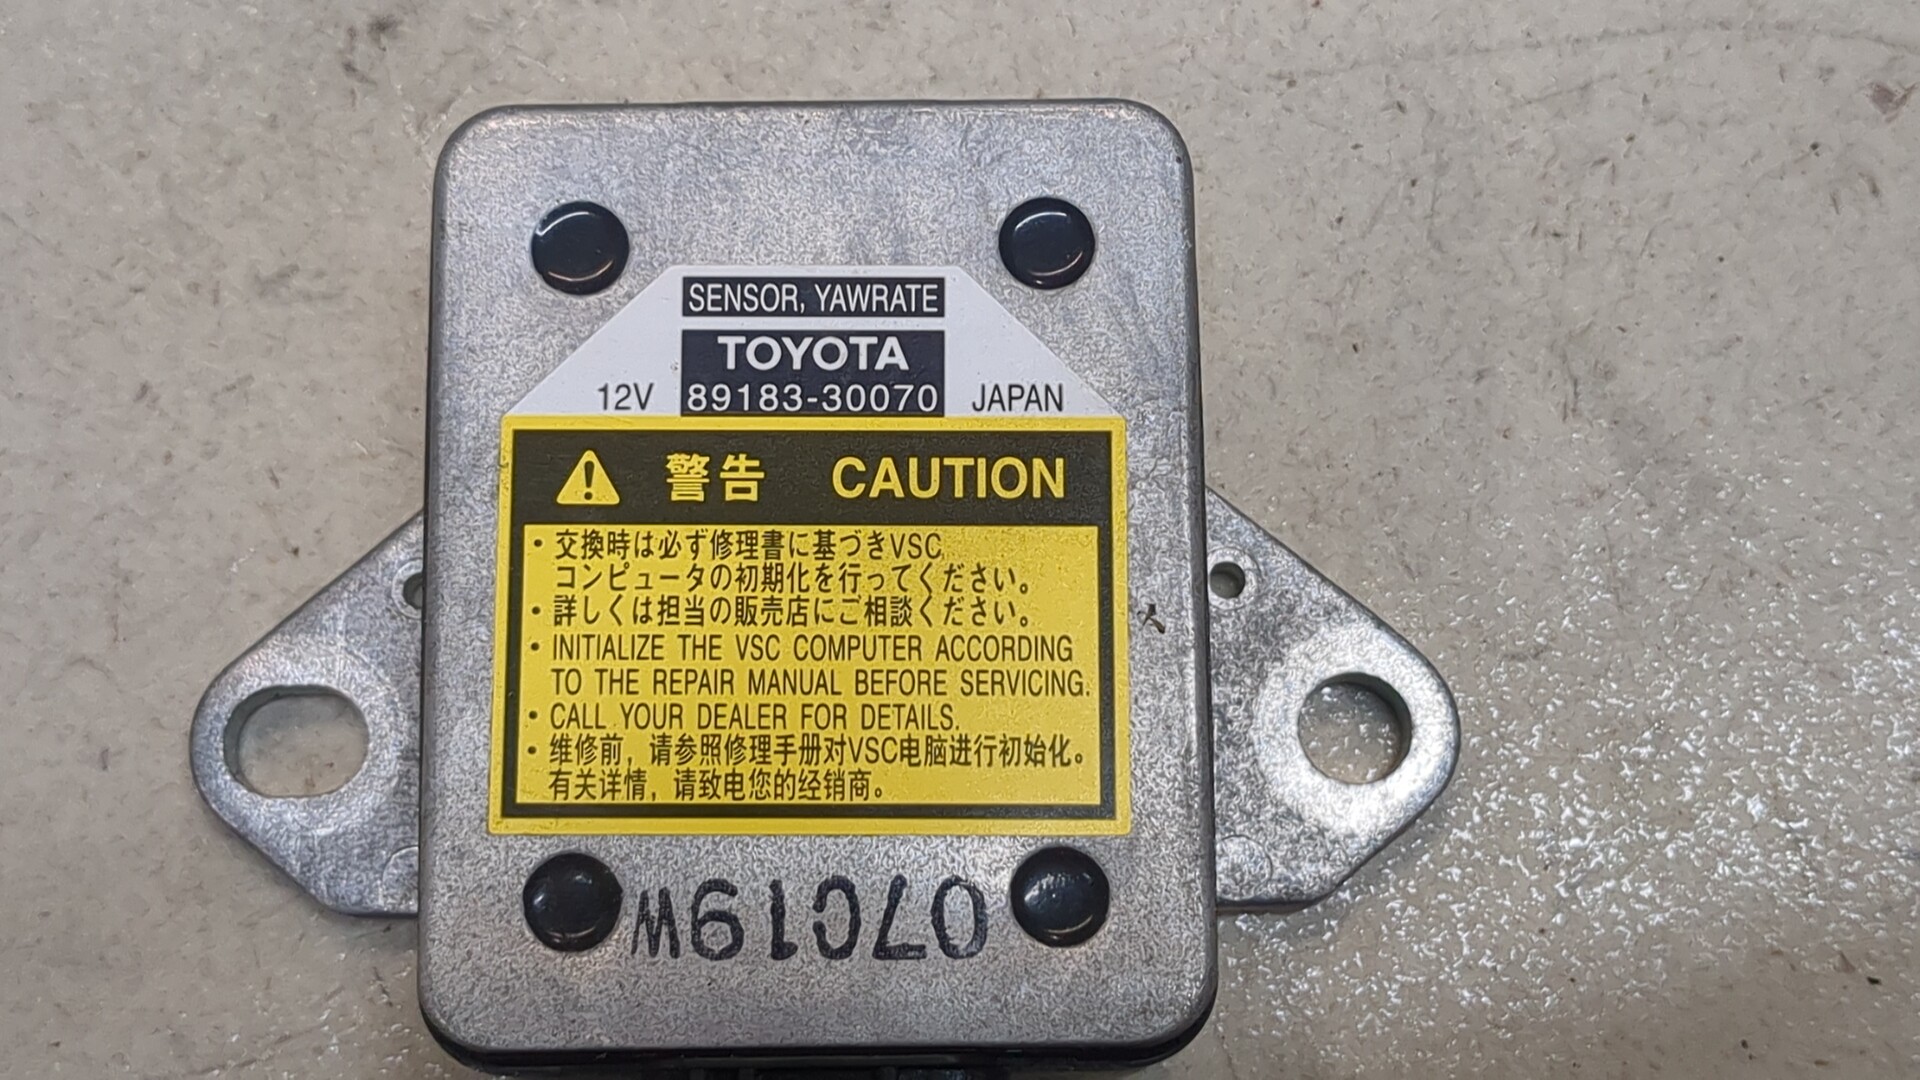 SENSOR, YAWRATE
TOYOTA
12V 89183-30070 JAPAN
警告 CAUTION
・交換時は必ず修理書に基づきVSC
コンピュータの初期化を行ってください。
・詳しくは担当の販売店にご相談ください。
・INITIALIZE THE VSC COMPUTER ACCORDING
TO THE REPAIR MANUAL BEFORE SERVICING.
・CALL YOUR DEALER FOR DETAILS.
・维修前，请参照修理手册对VSC电脑进行初始化。
有关详情，请致电您的经销商。
07C19W